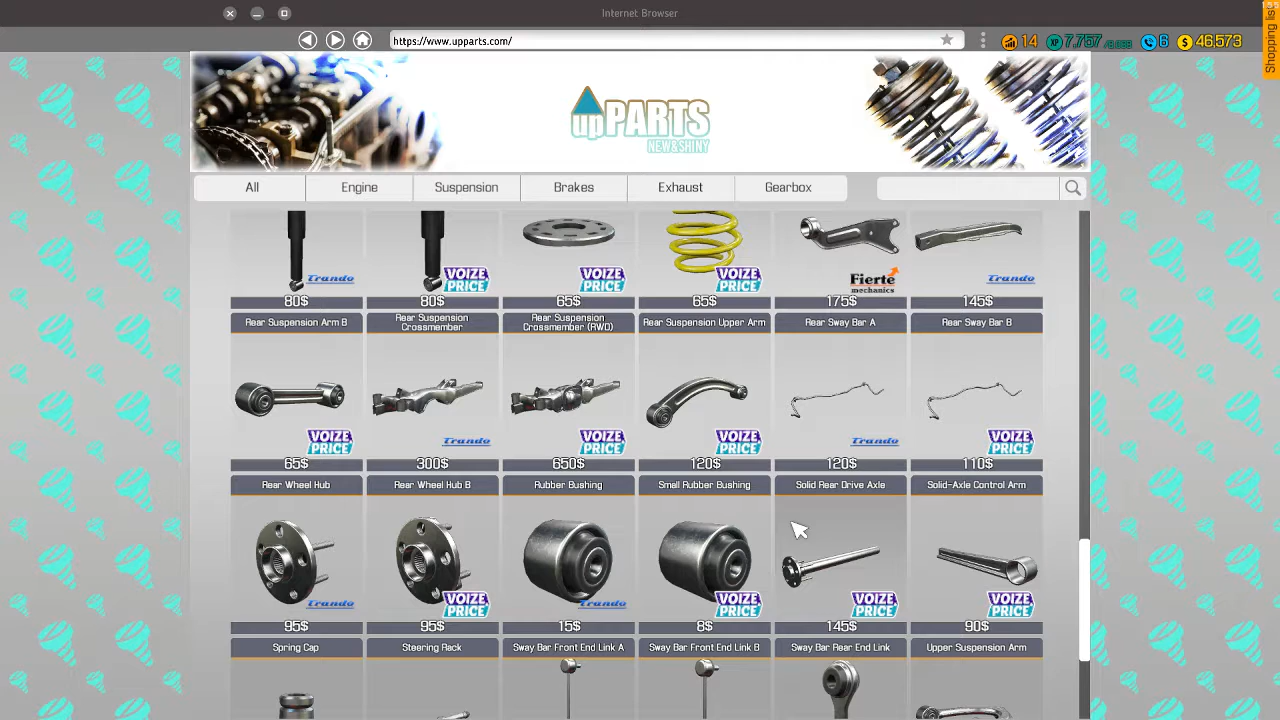 Internet Browser
https://www.upparts.com/
14
XP 7,757
6
$ 46,573
Shopping list
upPARTS
NEW&SHINY
All
Engine
Suspension
Brakes
Exhaust
Gearbox
Trando
VOIZE PRICE
VOIZE PRICE
VOIZE PRICE
Fierte mechanics
Trando
80$
80$
65$
65$
175$
145$
Rear Suspension Arm B
Rear Suspension Crossmember
Rear Suspension Crossmember (RWD)
Rear Suspension Upper Arm
Rear Sway Bar A
Rear Sway Bar B
VOIZE PRICE
Trando
VOIZE PRICE
VOIZE PRICE
Trando
VOIZE PRICE
65$
300$
650$
120$
120$
110$
Rear Wheel Hub
Rear Wheel Hub B
Rubber Bushing
Small Rubber Bushing
Solid Rear Drive Axle
Solid-Axle Control Arm
Trando
VOIZE PRICE
Trando
VOIZE PRICE
VOIZE PRICE
VOIZE PRICE
95$
95$
15$
8$
145$
90$
Spring Cap
Steering Rack
Sway Bar Front End Link A
Sway Bar Front End Link B
Sway Bar Rear End Link
Upper Suspension Arm